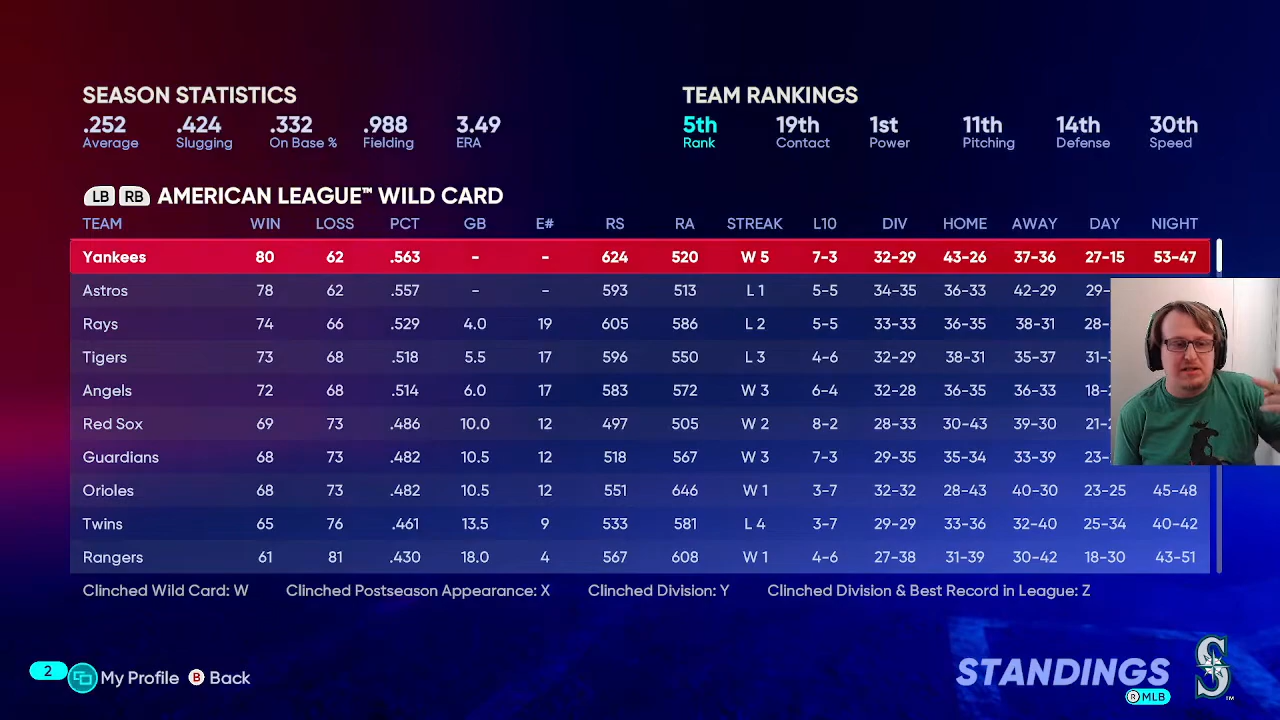 SEASON STATISTICS
.252 .424 .332 .988 3.49
Average Slugging On Base % Fielding ERA
TEAM RANKINGS
5th 19th 1st 11th 14th 30th
Rank Contact Power Pitching Defense Speed
LB RB AMERICAN LEAGUE™ WILD CARD
TEAM WIN LOSS PCT GB E# RS RA STREAK L10 DIV HOME AWAY DAY NIGHT
Yankees 80 62 .563 - - 624 520 W 5 7-3 32-29 43-26 37-36 27-15 53-47
Astros 78 62 .557 - - 593 513 L 1 5-5 34-35 36-33 42-29 29-
Rays 74 66 .529 4.0 19 605 586 L 2 5-5 33-33 36-35 38-31 28-
Tigers 73 68 .518 5.5 17 596 550 L 3 4-6 32-29 38-31 35-37 31-
Angels 72 68 .514 6.0 17 583 572 W 3 6-4 32-28 36-35 36-33 18-
Red Sox 69 73 .486 10.0 12 497 505 W 2 8-2 28-33 30-43 39-30 21-
Guardians 68 73 .482 10.5 12 518 567 W 3 7-3 29-35 35-34 33-39 23-
Orioles 68 73 .482 10.5 12 551 646 W 1 3-7 32-32 28-43 40-30 23-25 45-48
Twins 65 76 .461 13.5 9 533 581 L 4 3-7 29-29 33-36 32-40 25-34 40-42
Rangers 61 81 .430 18.0 4 567 608 W 1 4-6 27-38 31-39 30-42 18-30 43-51
Clinched Wild Card: W Clinched Postseason Appearance: X Clinched Division: Y Clinched Division & Best Record in League: Z
2 My Profile B Back
STANDINGS S ™
R MLB